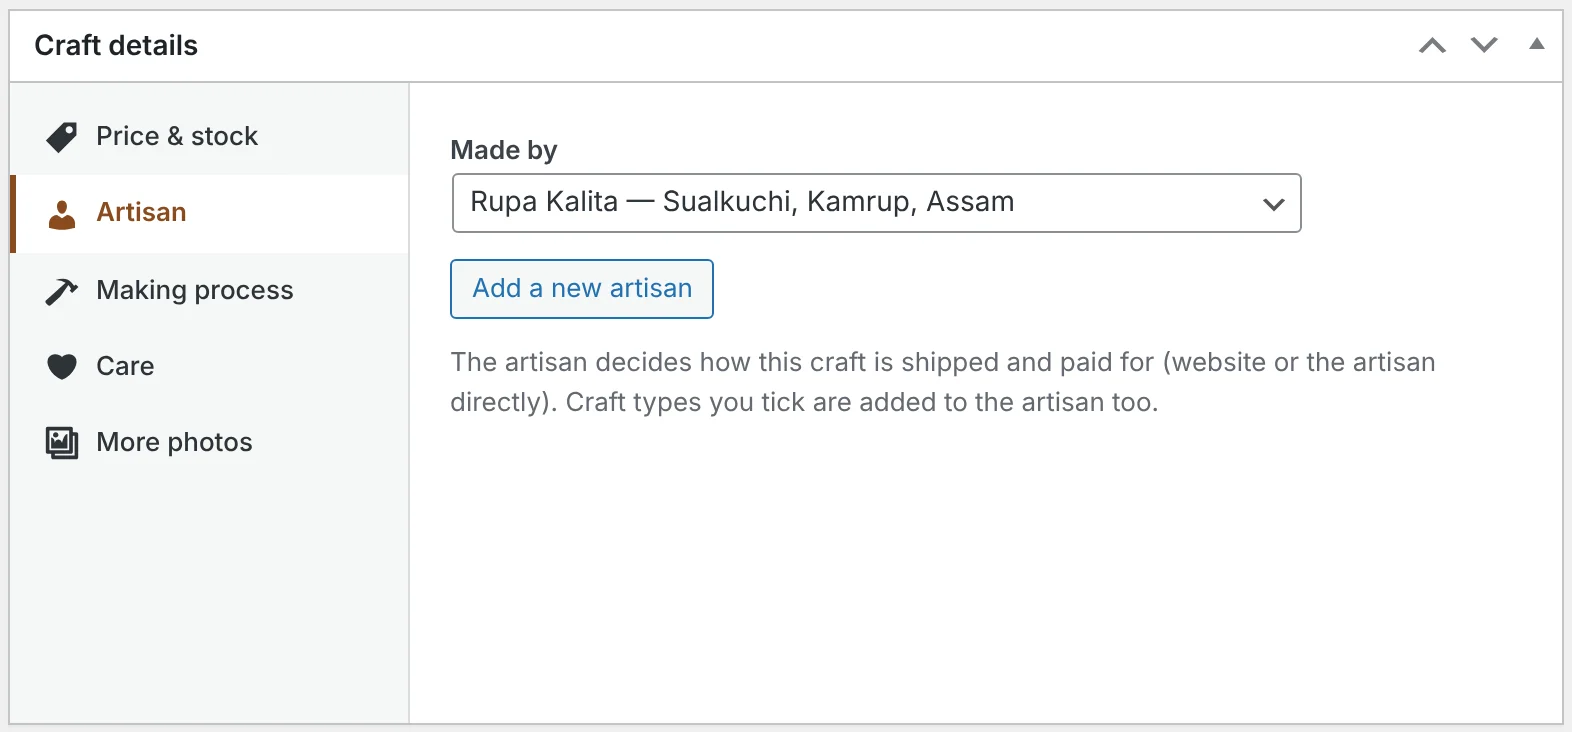 Craft details
Price & stock
Artisan
Making process
Care
More photos
Made by
Rupa Kalita — Sualkuchi, Kamrup, Assam
Add a new artisan
The artisan decides how this craft is shipped and paid for (website or the artisan
directly). Craft types you tick are added to the artisan too.